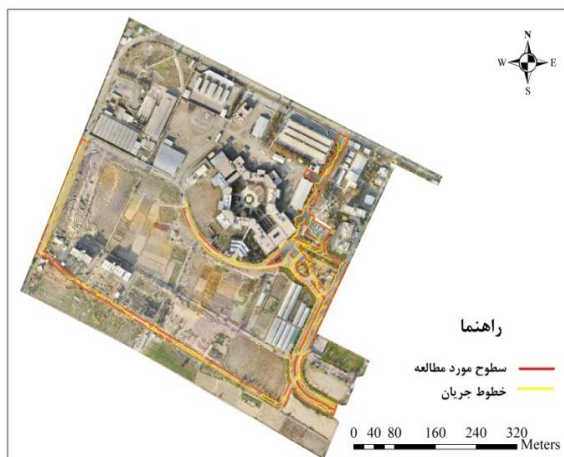 N
W E
S
راهنما
سطوح مورد مطالعه
خطوط جریان
0 40 80 160 240 320
Meters